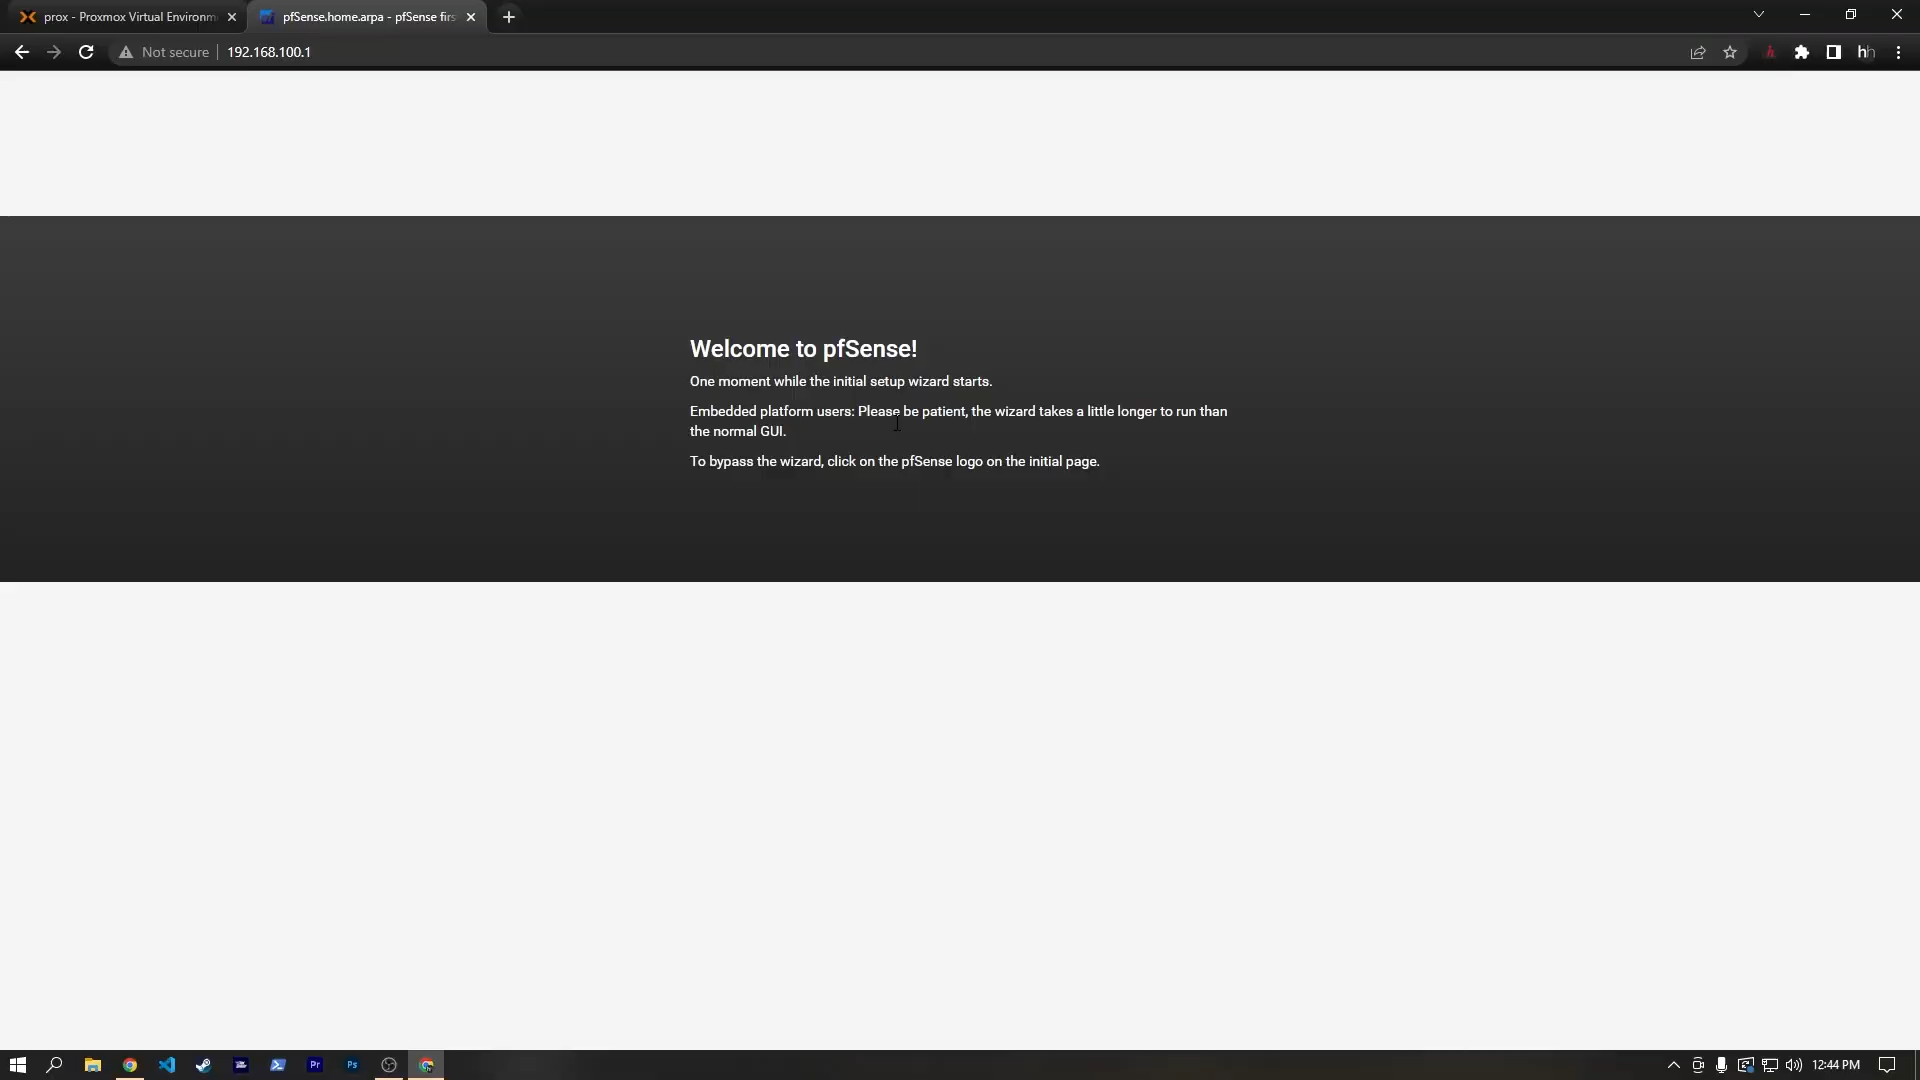 prox - Proxmox Virtual Environm
pfSense.home.arpa - pfSense firs
Not secure
192.168.100.1
Welcome to pfSense!
One moment while the initial setup wizard starts.
Embedded platform users: Please be patient, the wizard takes a little longer to run than
the normal GUI.
To bypass the wizard, click on the pfSense logo on the initial page.
Pr
Ps
12:44 PM